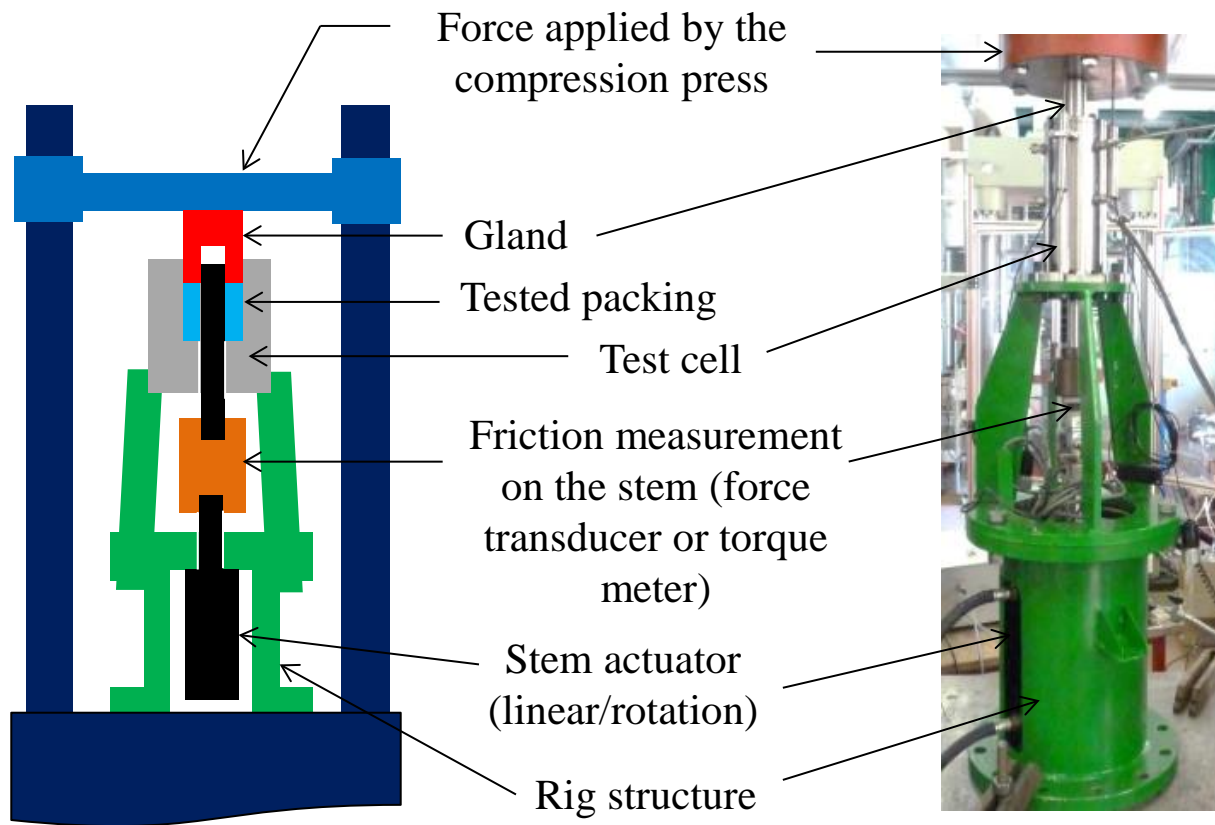 Force applied by the
compression press
Gland
Tested packing
Test cell
Friction measurement
on the stem (force
transducer or torque
meter)
Stem actuator
(linear/rotation)
Rig structure